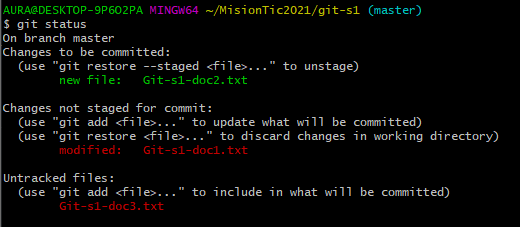 AURA@DESKTOP-9P6O2PA MINGW64 ~/MisionTic2021/git-s1 (master)
$ git status
On branch master
Changes to be committed:
  (use "git restore --staged <file>..." to unstage)
        new file:   Git-s1-doc2.txt

Changes not staged for commit:
  (use "git add <file>..." to update what will be committed)
  (use "git restore <file>..." to discard changes in working directory)
        modified:   Git-s1-doc1.txt

Untracked files:
  (use "git add <file>..." to include in what will be committed)
        Git-s1-doc3.txt